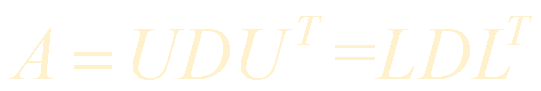 A = UDU^T = LDL^T